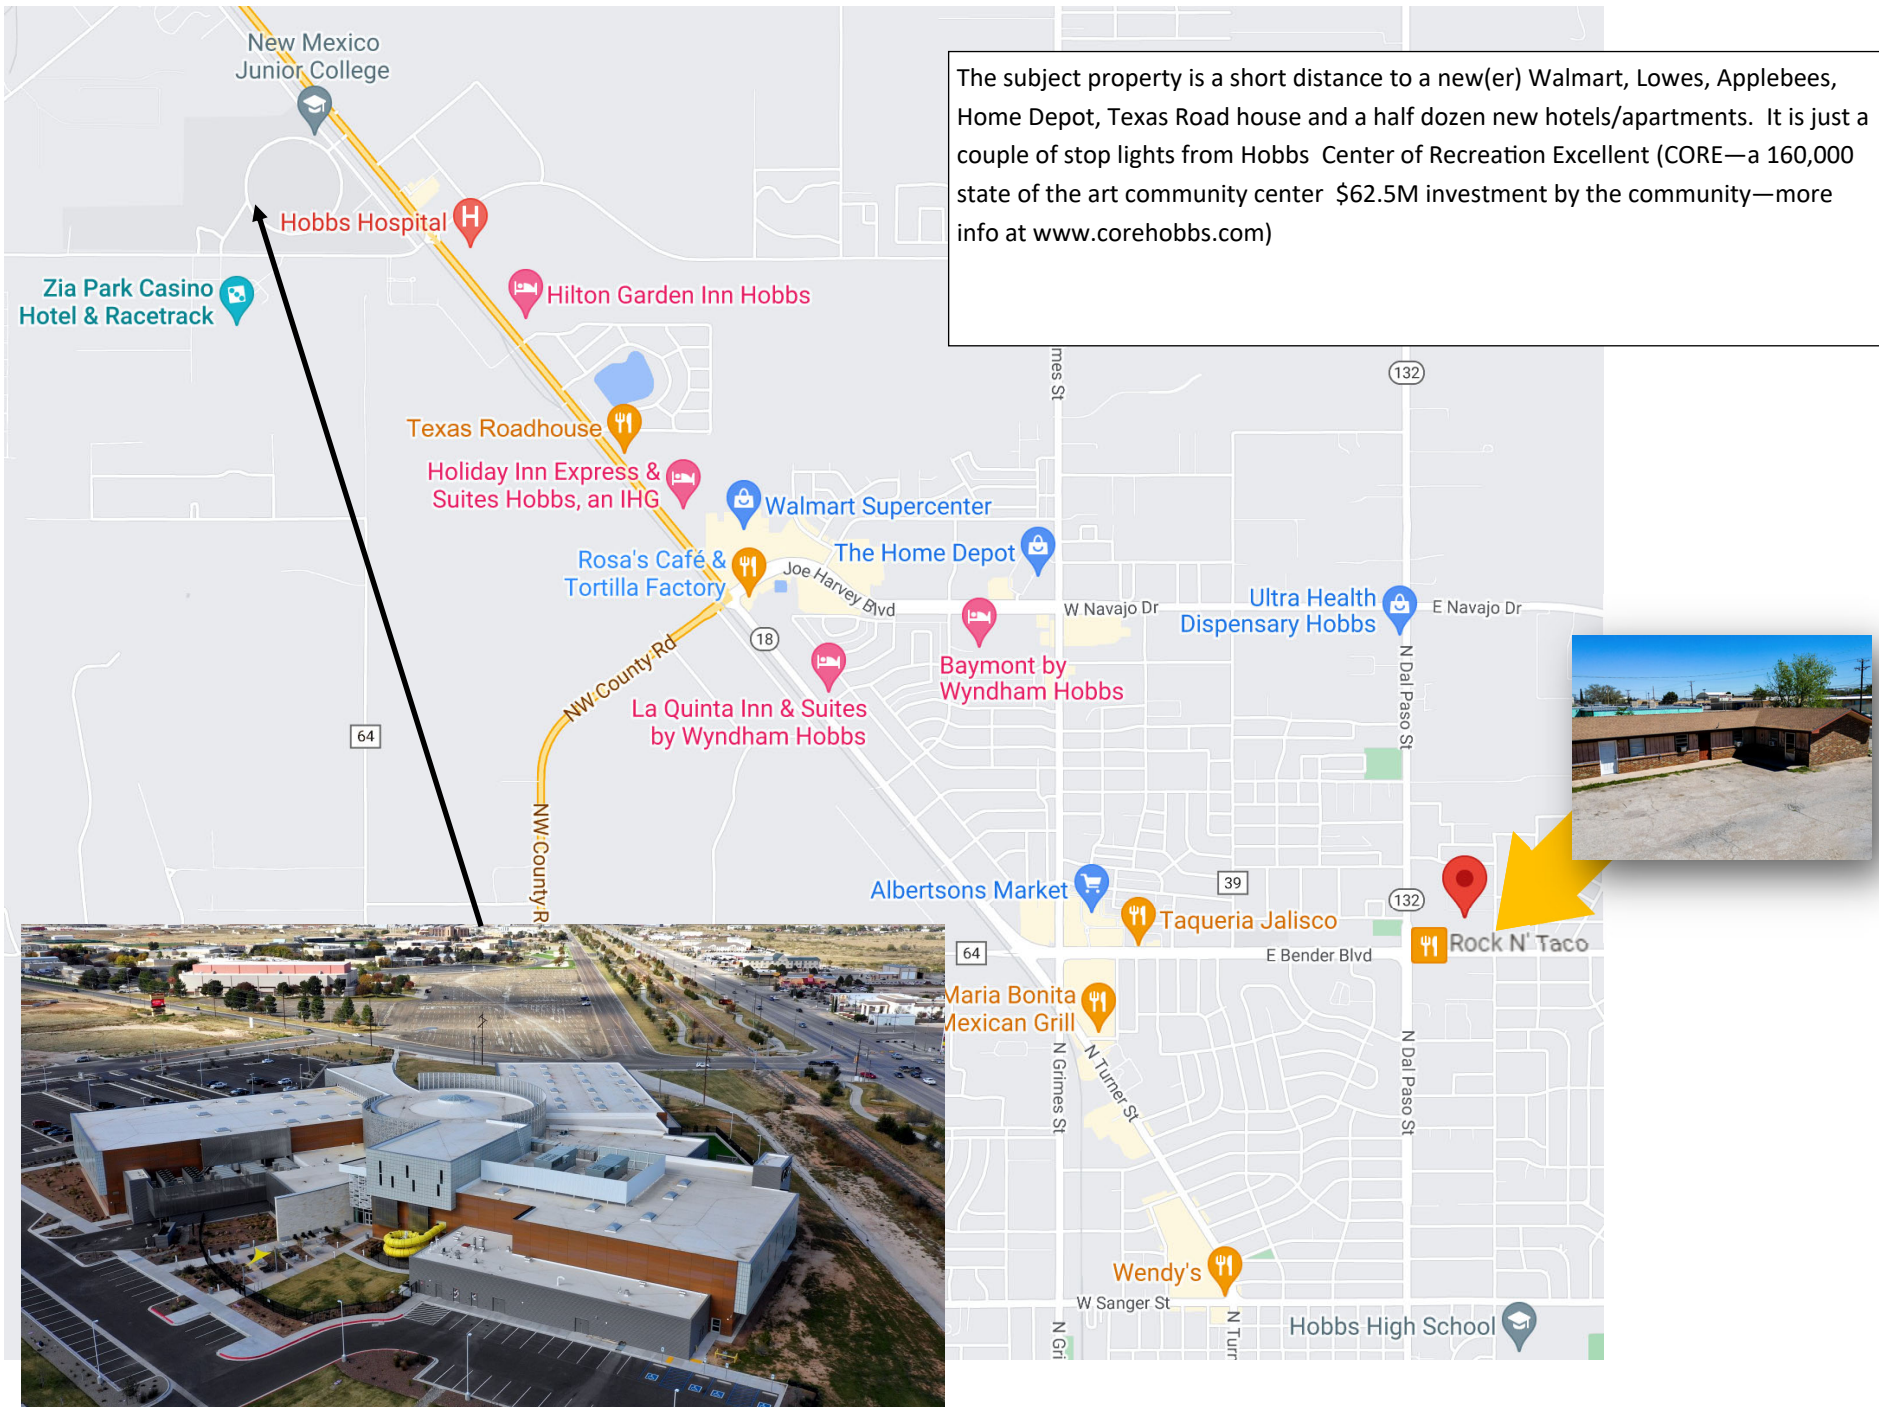 New Mexico
Junior College
The subject property is a short distance to a new(er) Walmart, Lowes, Applebees,
Home Depot, Texas Road house and a half dozen new hotels/apartments.  It is just a
couple of stop lights from Hobbs  Center of Recreation Excellent (CORE—a 160,000
state of the art community center  $62.5M investment by the community—more
info at www.corehobbs.com)
Hobbs Hospital
H
Zia Park Casino
Hotel & Racetrack
Hilton Garden Inn Hobbs
mes St
132
Texas Roadhouse
Holiday Inn Express &
Suites Hobbs, an IHG
Walmart Supercenter
The Home Depot
Rosa's Café &
Tortilla Factory
Joe Harvey Blvd
W Navajo Dr
Ultra Health
Dispensary Hobbs
E Navajo Dr
18
NW County Rd
Baymont by
Wyndham Hobbs
N Dal Paso St
La Quinta Inn & Suites
by Wyndham Hobbs
64
NW County R
Albertsons Market
39
132
Taqueria Jalisco
Rock N' Taco
64
E Bender Blvd
Maria Bonita
Mexican Grill
N Grimes St
N Turner St
N Dal Paso St
Wendy's
W Sanger St
N Gri
N Turr
Hobbs High School